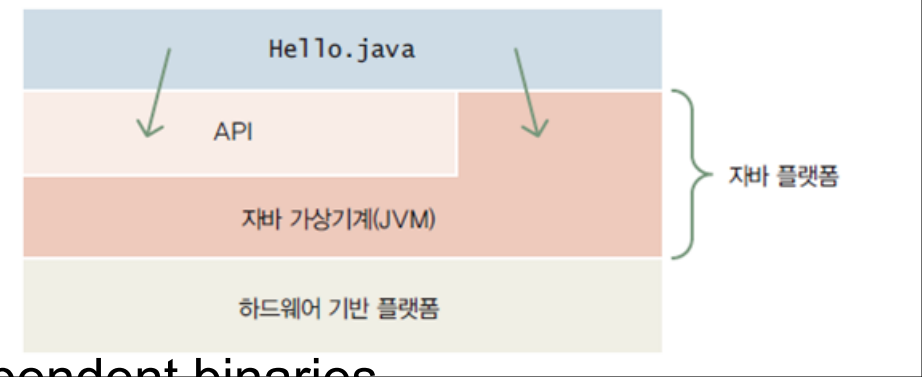 Hello.java
API
자바 플랫폼
자바 가상기계(JVM)
하드웨어 기반 플랫폼
binaries